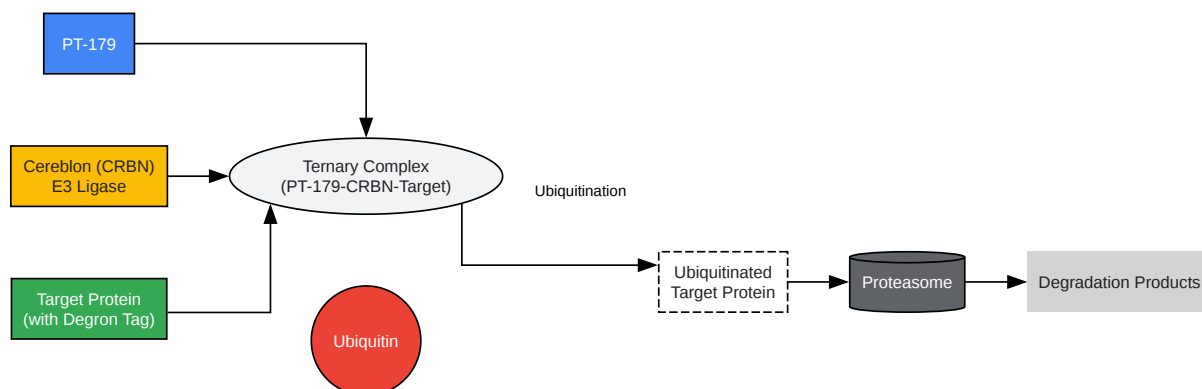 PT-179
Cereblon (CRBN)
E3 Ligase
Ternary Complex
(PT-179-CRBN-Target)
Ubiquitination
Target Protein
(with Degron Tag)
Ubiquitin
Ubiquitinated
Target Protein
Proteasome
Degradation Products